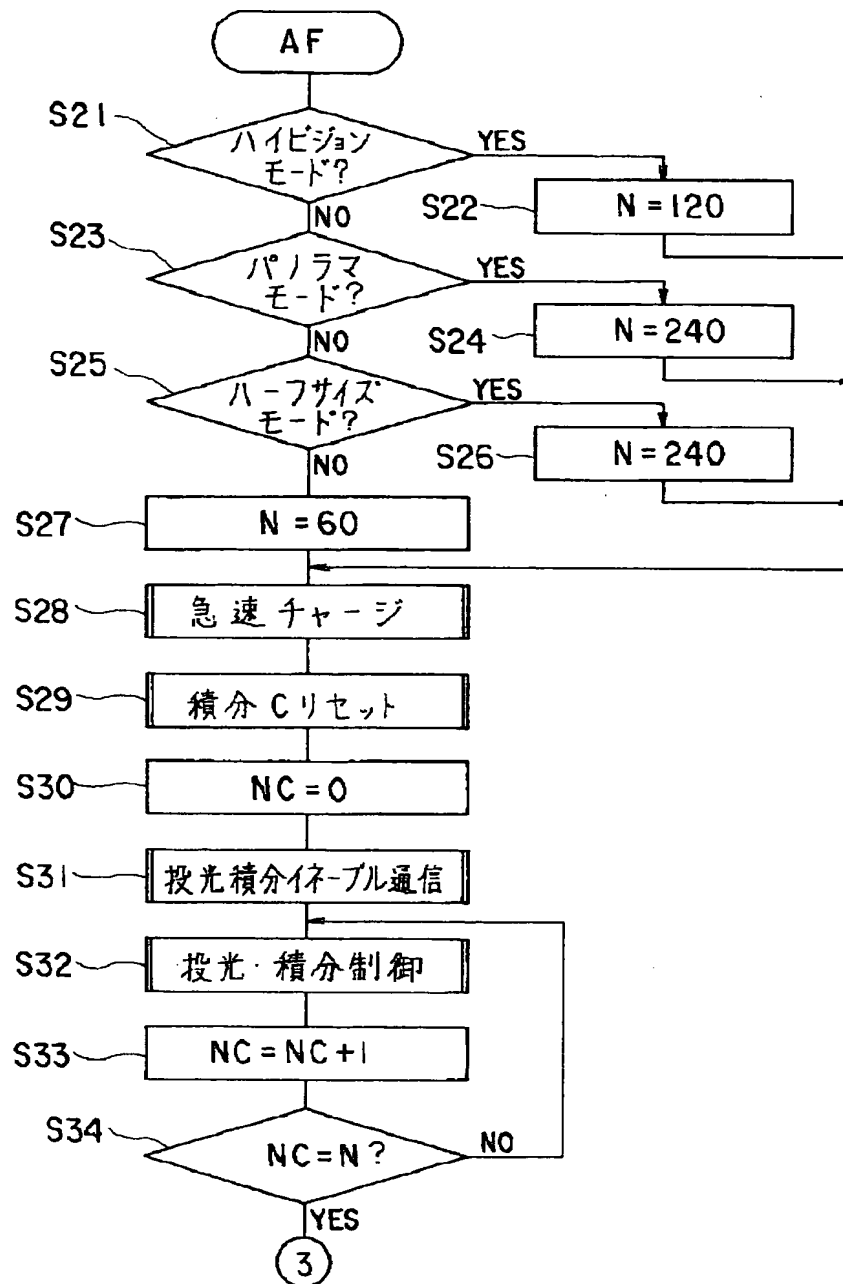 AF
S21
ハイビジョン
モード?
YES
S22
N=120
NO
S23
パノラマ
モード?
YES
S24
N=240
NO
S25
ハーフサイズ
モード?
YES
S26
N=240
NO
S27
N=60
S28
急速チャージ
S29
積分Cリセット
S30
NC=0
S31
投光積分イネーブル通信
S32
投光・積分制御
S33
NC=NC+1
S34
NC=N?
NO
YES
3